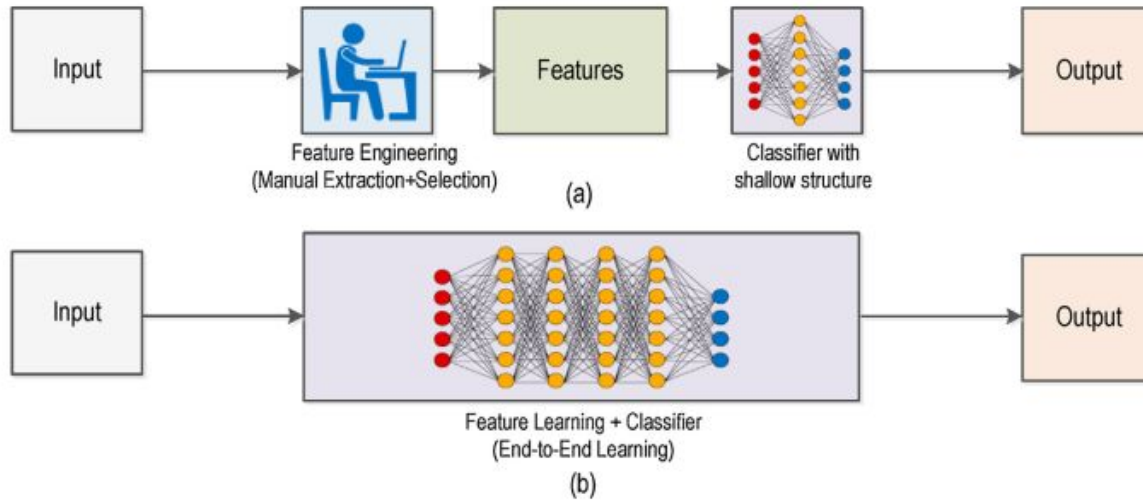 Input
Features
Output
Feature Engineering
(Manual Extraction+Selection)
Classifier with
shallow structure
(a)
Input
Output
Feature Learning + Classifier
(End-to-End Learning)
(b)